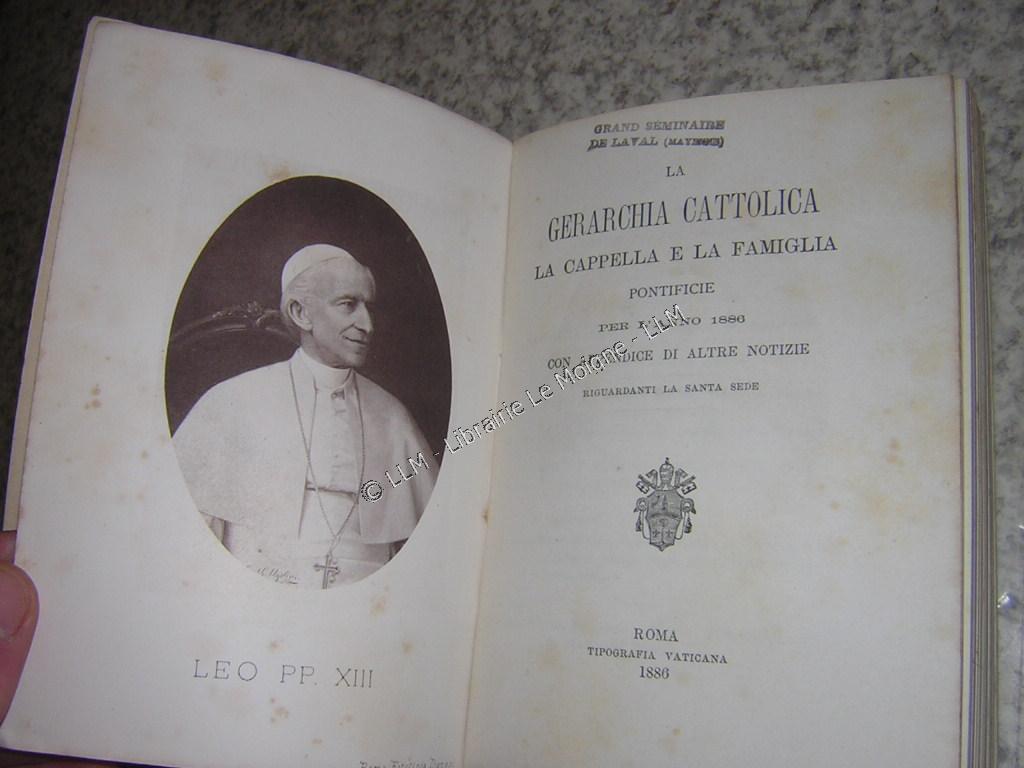 LEO PP. XIII
GRAND SÉMINAIRE
DE LAVAL (MAYENNE)
LA
GERARCHIA CATTOLICA
LA CAPPELLA E LA FAMIGLIA
PONTIFICIE
PER L'ANNO 1886
CON APPENDICE DI ALTRE NOTIZIE
RIGUARDANTI LA SANTA SEDE
ROMA
TIPOGRAFIA VATICANA
1886
© LLM - Librairie Le Moigne - LLM